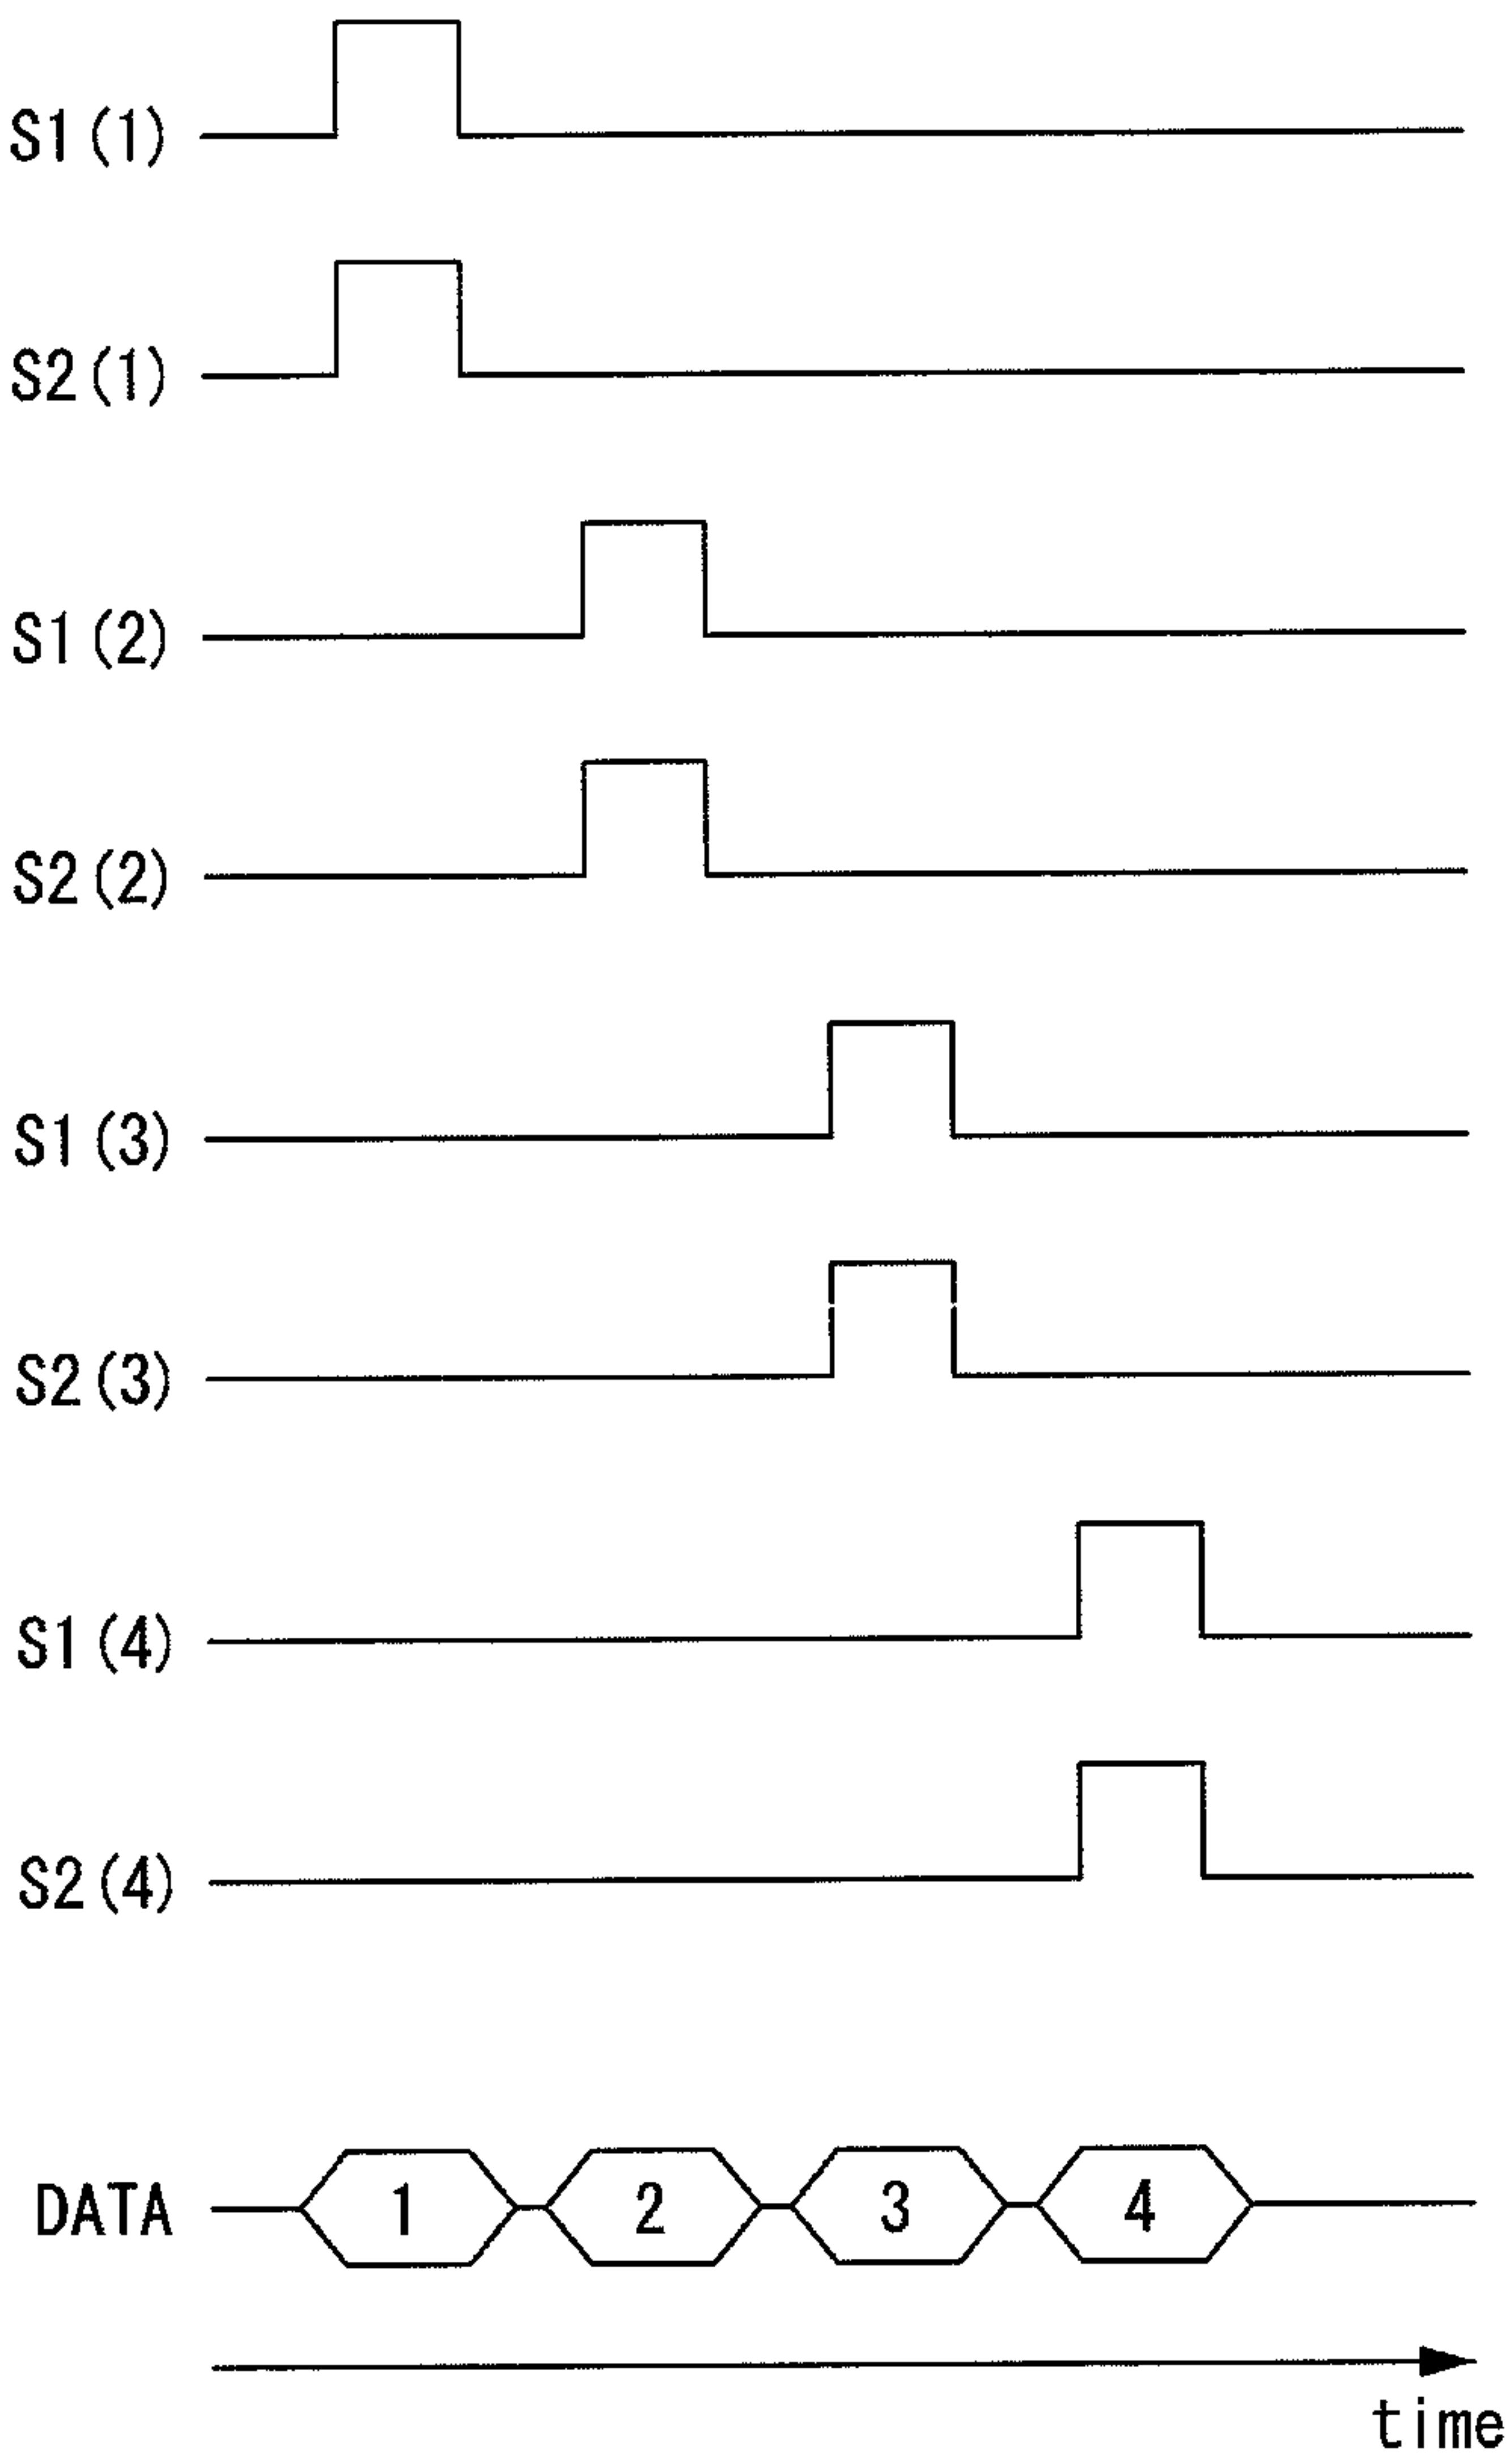 S1(1)
S2(1)
S1(2)
S2(2)
S1(3)
S2(3)
S1(4)
S2(4)
DATA 1 2 3 4
time